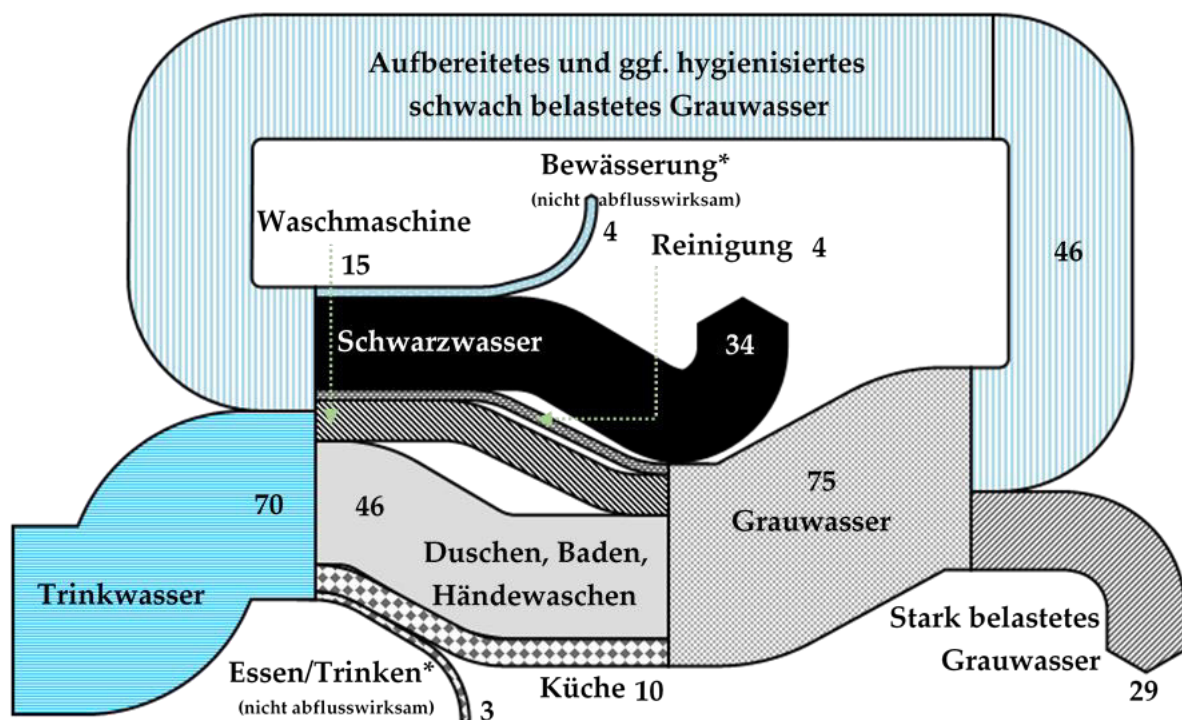 Aufbereitetes und ggf. hygienisiertes
schwach belastetes Grauwasser
Bewässerung*
(nicht abflusswirksam)
4
Waschmaschine
15
Reinigung 4
46
Schwarzwasser
34
70
46
75
Grauwasser
Duschen, Baden,
Händewaschen
Trinkwasser
Stark belastetes
Grauwasser
29
Essen/Trinken*
(nicht abflusswirksam)
3
Küche 10